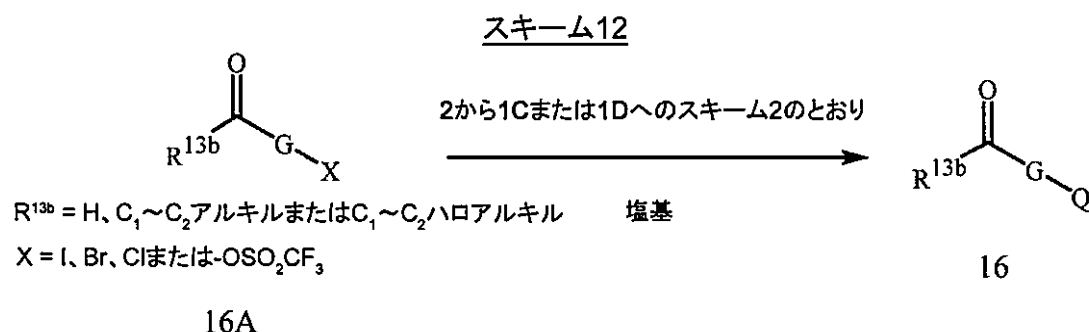 スキーム12
O
R¹³ᵇ
G
X
2から1Cまたは1Dへのスキーム2のとおり
塩基
O
R¹³ᵇ
G
Q
R¹³ᵇ = H、C₁～C₂アルキルまたはC₁～C₂ハロアルキル
X = I、Br、Clまたは-OSO₂CF₃
16A
16